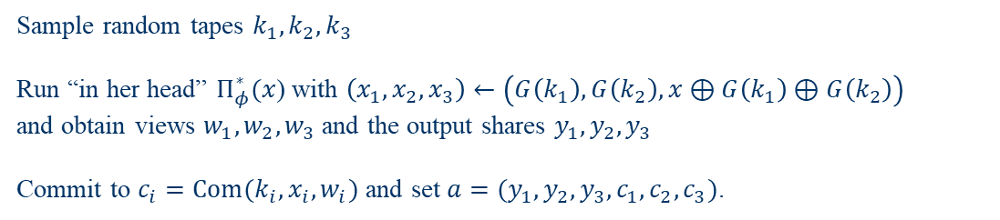 Sample random tapes k₁, k₂, k₃
Run “in her head” Π*_ϕ(x) with (x₁, x₂, x₃) ← (G(k₁), G(k₂), x ⊕ G(k₁) ⊕ G(k₂))
and obtain views w₁, w₂, w₃ and the output shares y₁, y₂, y₃
Commit to cᵢ = Com(kᵢ, xᵢ, wᵢ) and set a = (y₁, y₂, y₃, c₁, c₂, c₃).